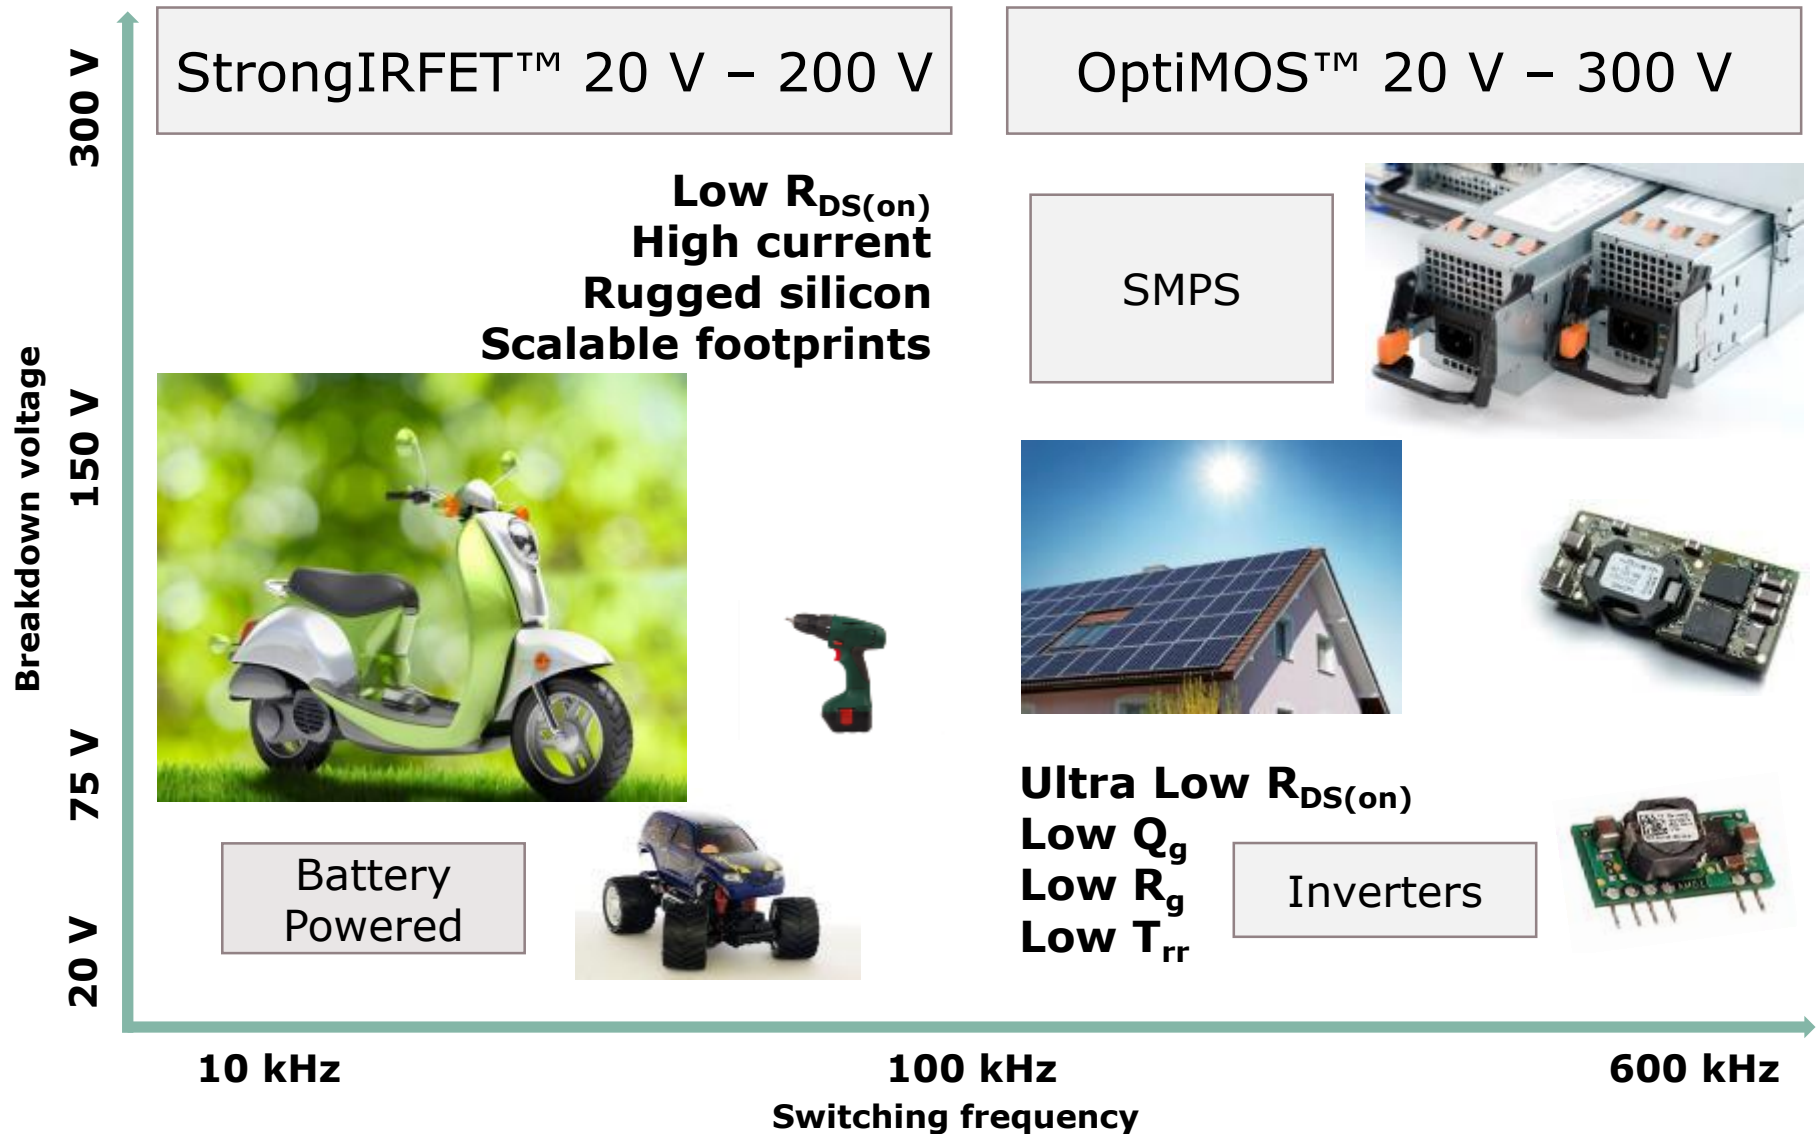 StrongIRFET™ 20 V – 200 V
OptiMOS™ 20 V – 300 V
Breakdown voltage
300 V
150 V
75 V
20 V
Low RDS(on)
High current
Rugged silicon
Scalable footprints
SMPS
Battery
Powered
Ultra Low RDS(on)
Low Qg
Low Rg
Low Trr
Inverters
10 kHz
100 kHz
600 kHz
Switching frequency